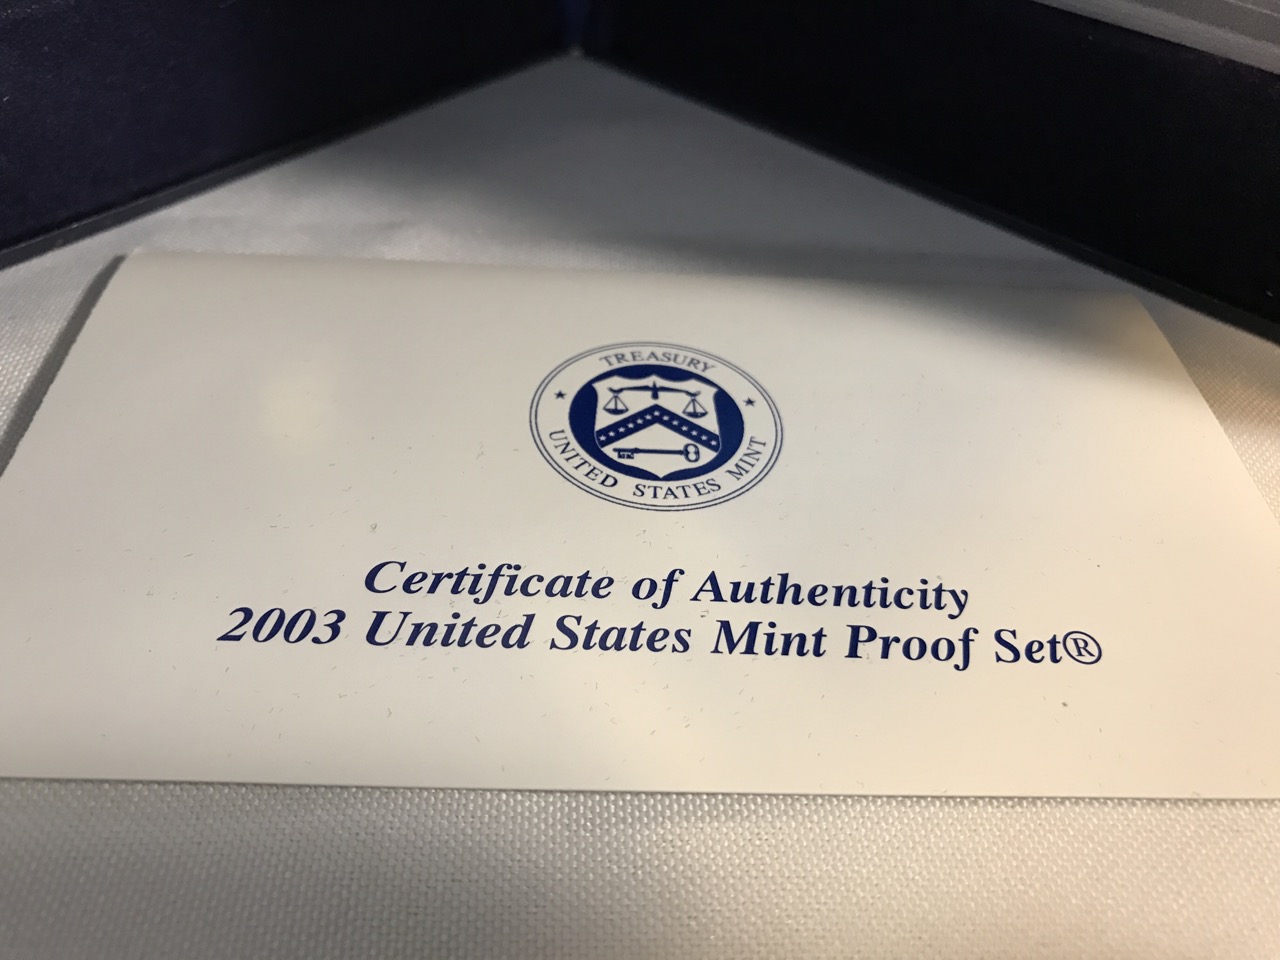 TREASURY
UNITED STATES MINT
Certificate of Authenticity
2003 United States Mint Proof Set®